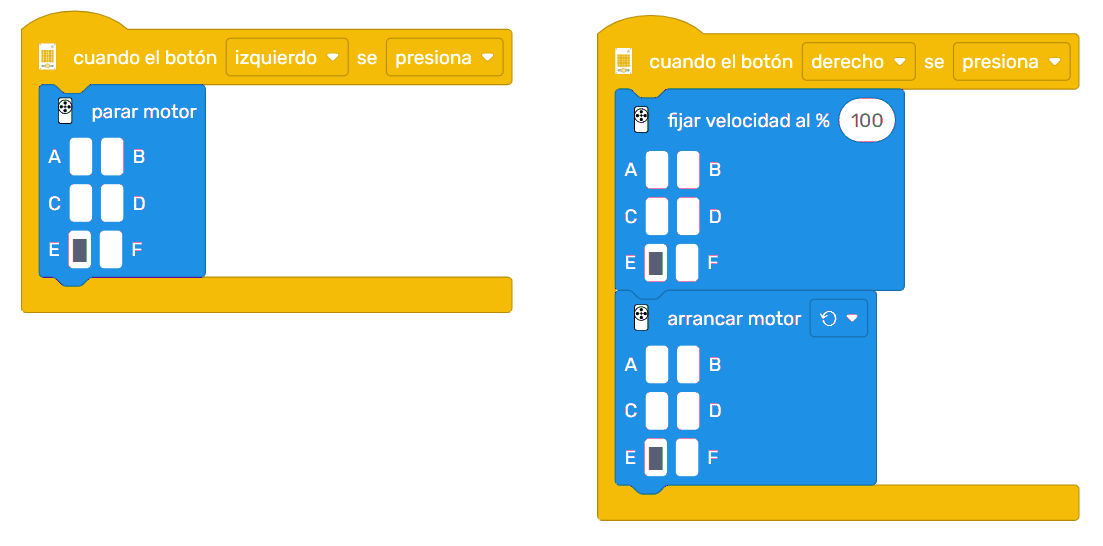 cuando el botón izquierdo se presiona
parar motor
A B
C D
E F
cuando el botón derecho se presiona
fijar velocidad al % 100
A B
C D
E F
arrancar motor
A B
C D
E F